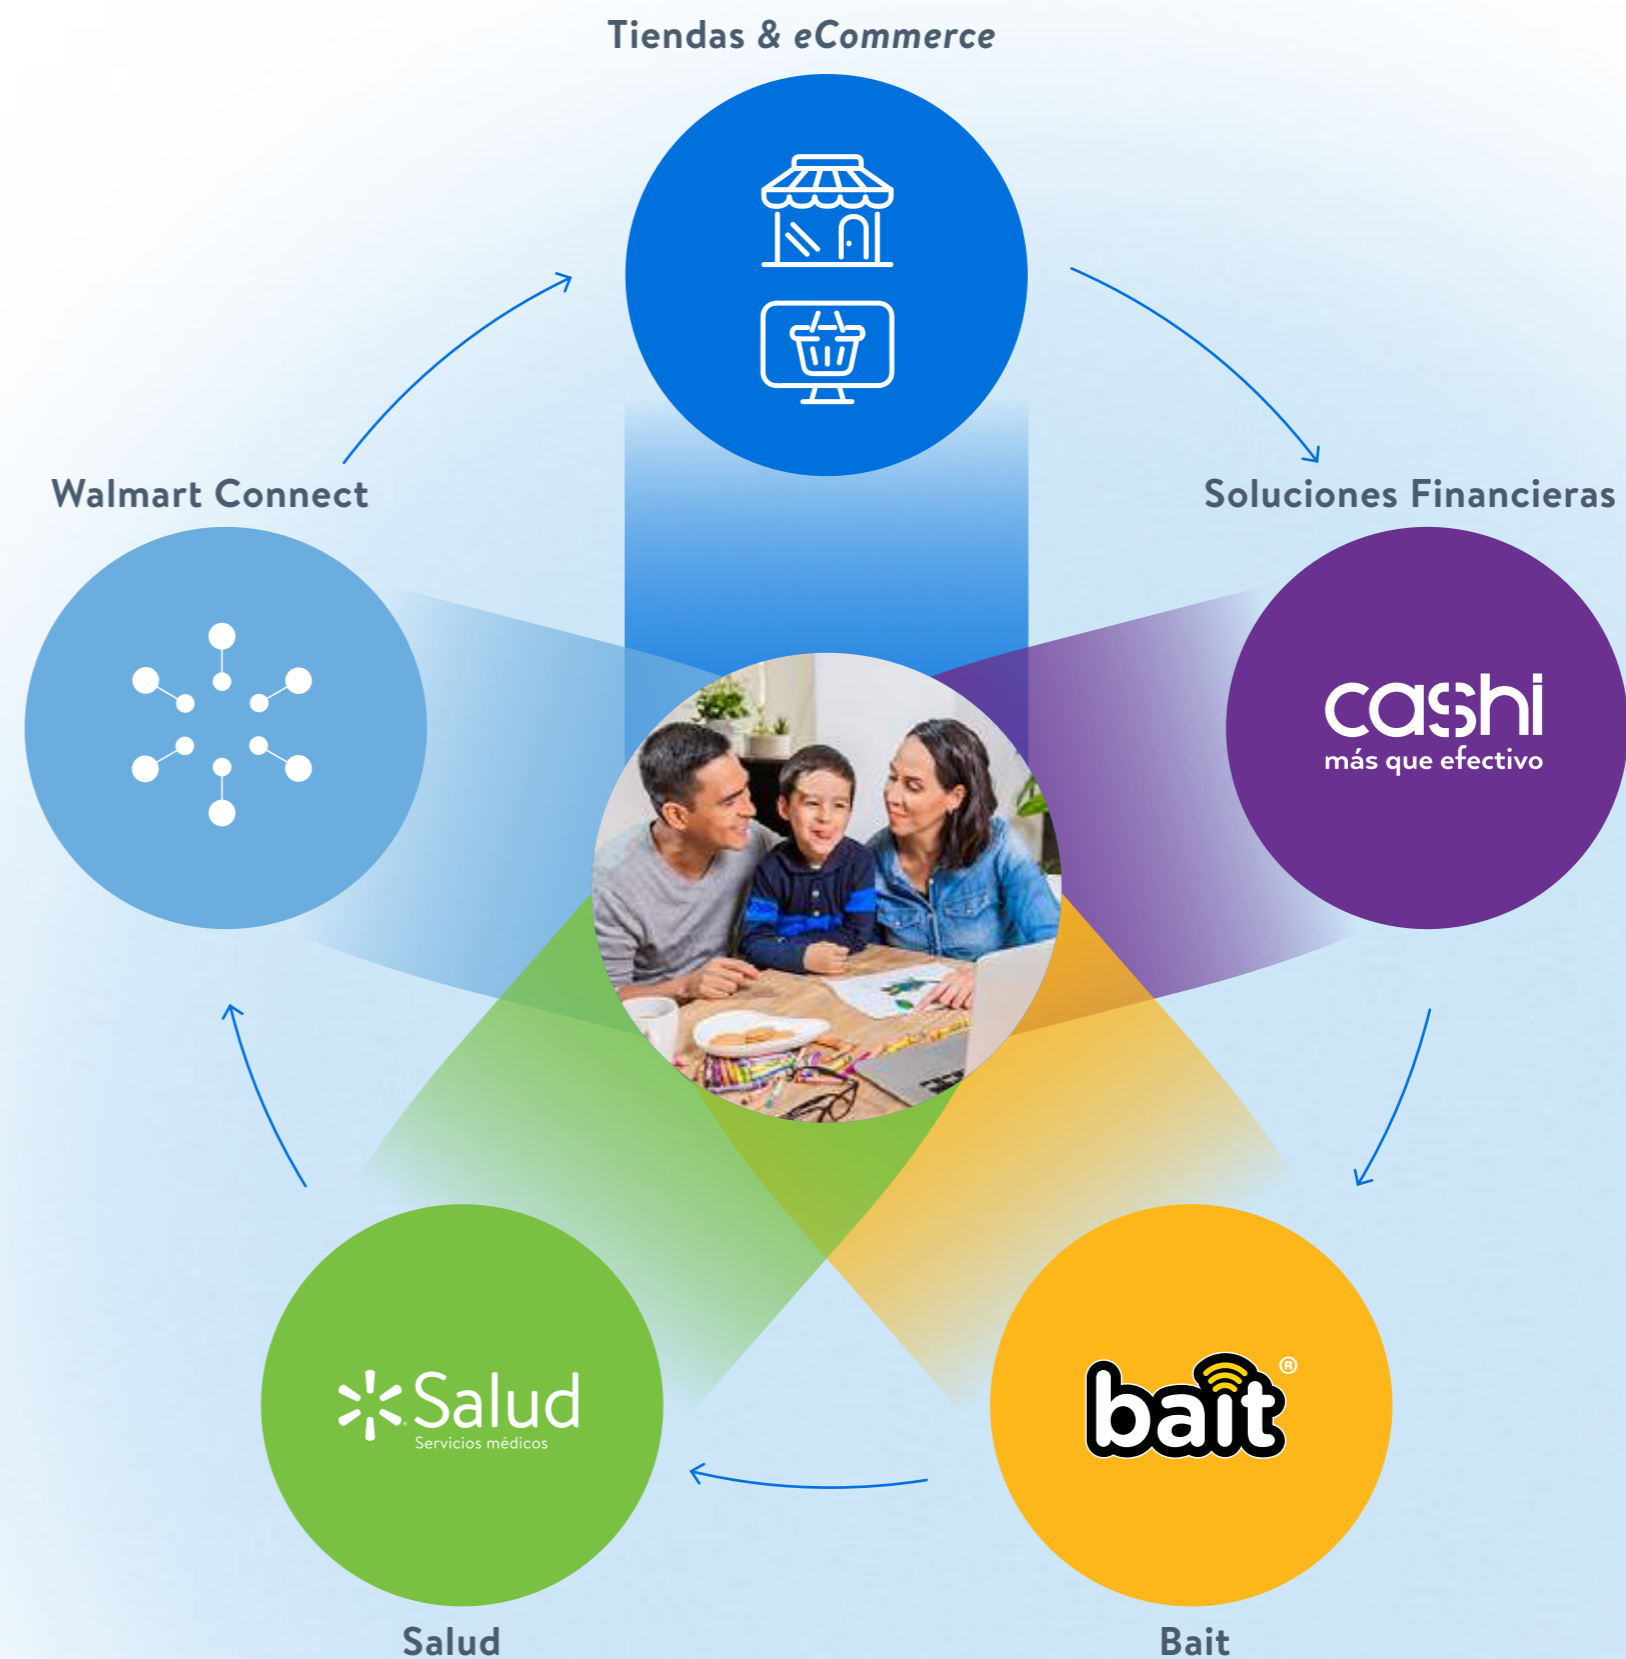 Tiendas & eCommerce
Walmart Connect
Soluciones Financieras
cashi
más que efectivo
Salud
Servicios médicos
bait®
Salud
Bait